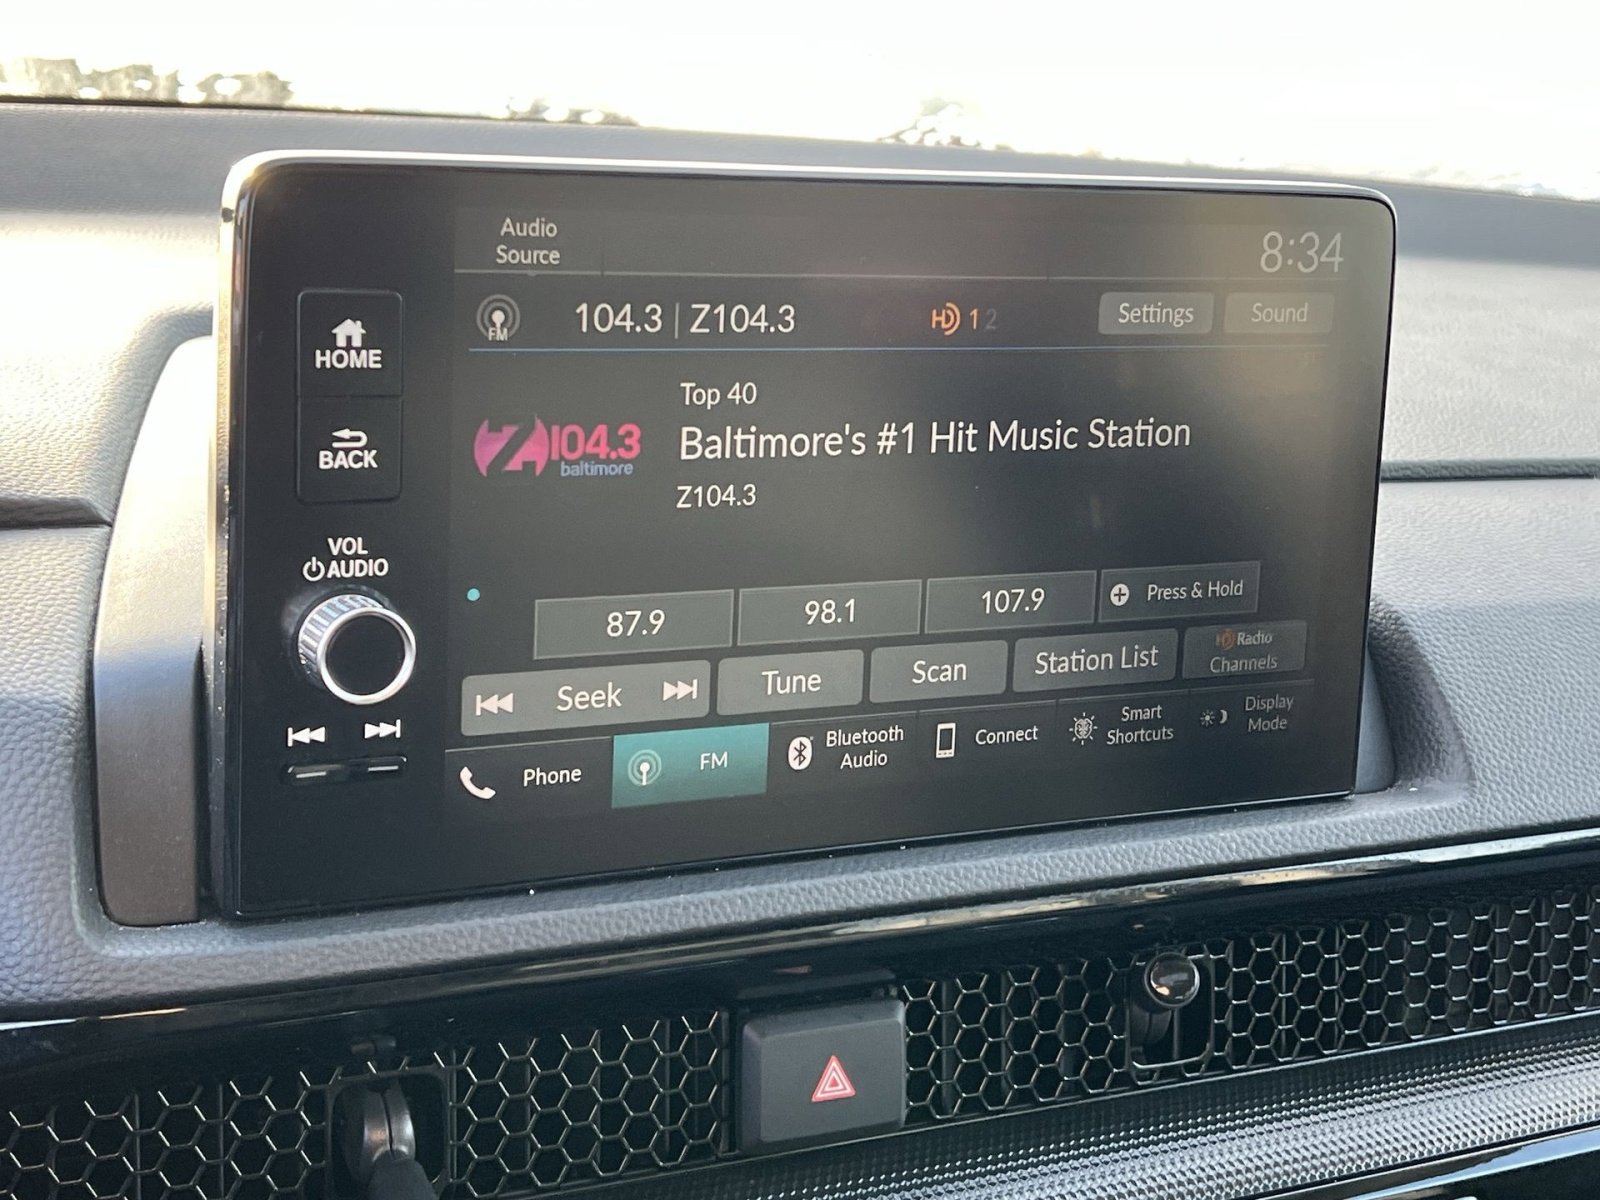 Audio
Source
8:34
FM
104.3 | Z104.3
HD 1 2
Settings
Sound
HOME
BACK
VOL
AUDIO
Top 40
Baltimore's #1 Hit Music Station
Z104.3
Z104.3
baltimore
87.9
98.1
107.9
Press & Hold
Seek
Tune
Scan
Station List
HD Radio
Channels
Phone
FM
Bluetooth
Audio
Connect
Smart
Shortcuts
Display
Mode